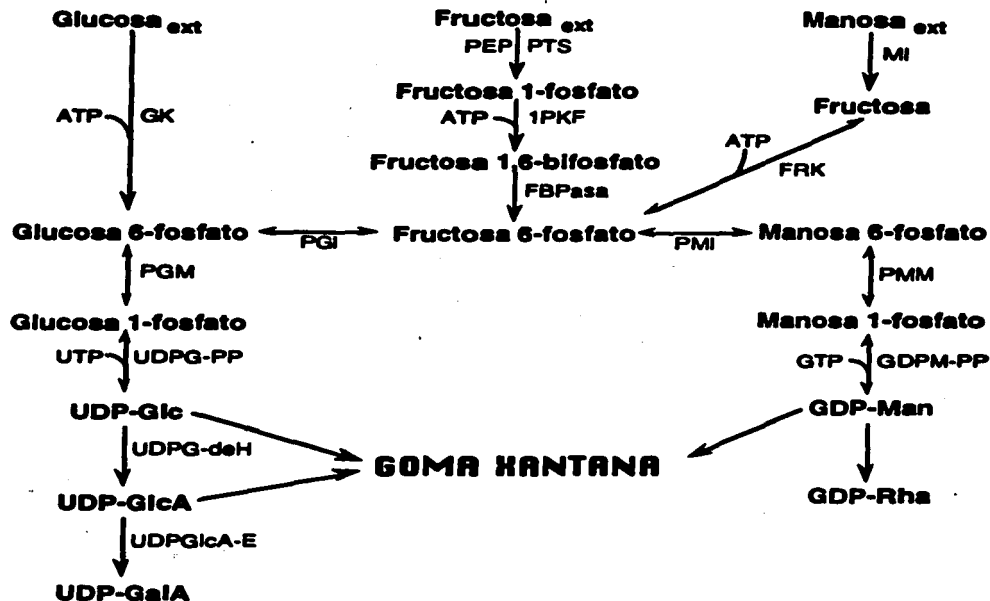 Glucosa ext Fructosa ext Manosa ext
PEP PTS MI
Fructosa 1-fosfato Fructosa
ATP GK ATP 1PKF ATP
Fructosa 1,6-bifosfato FRK
FBPasa
Glucosa 6-fosfato PGI Fructosa 6-fosfato PMI Manosa 6-fosfato
PGM PMM
Glucosa 1-fosfato Manosa 1-fosfato
UTP UDPG-PP GTP GDPM-PP
UDP-Glc GDP-Man
UDPG-deH
GOMA XANTANA
UDP-GlcA GDP-Rha
UDPGlcA-E
UDP-GalA